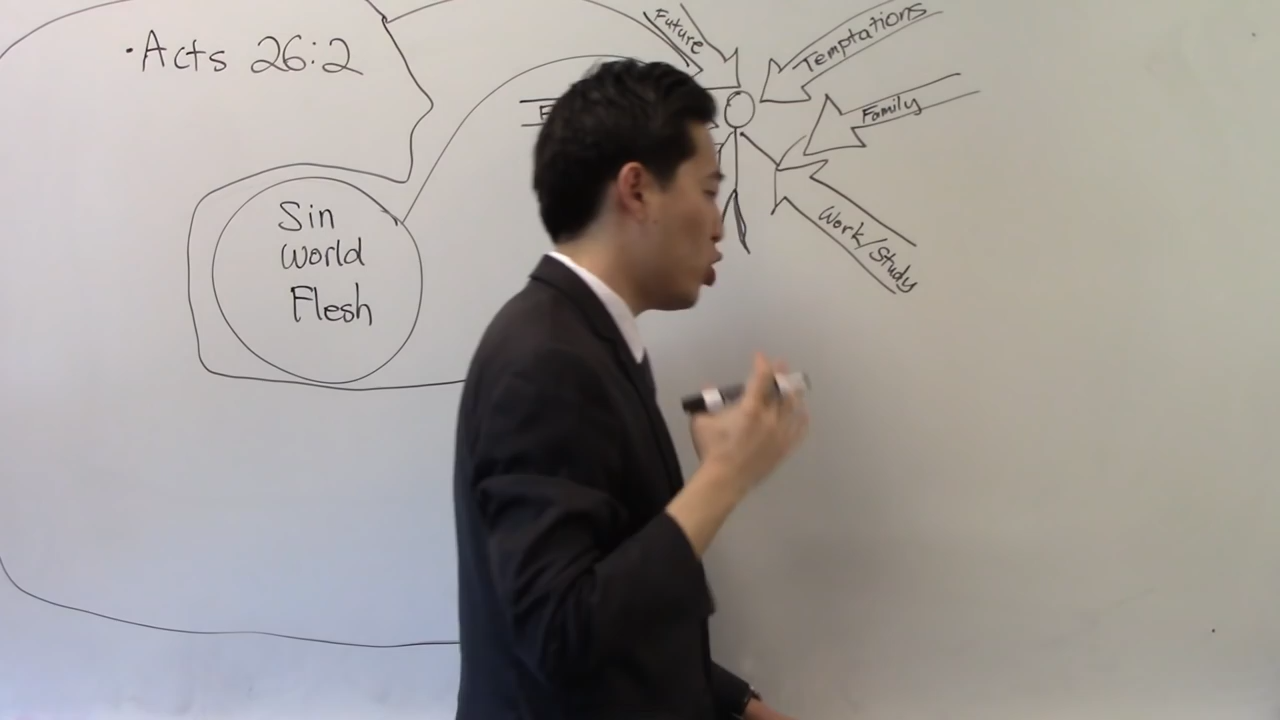 ·Acts 26:2
Future
Temptations
Family
Work/Study
Sin
World
Flesh